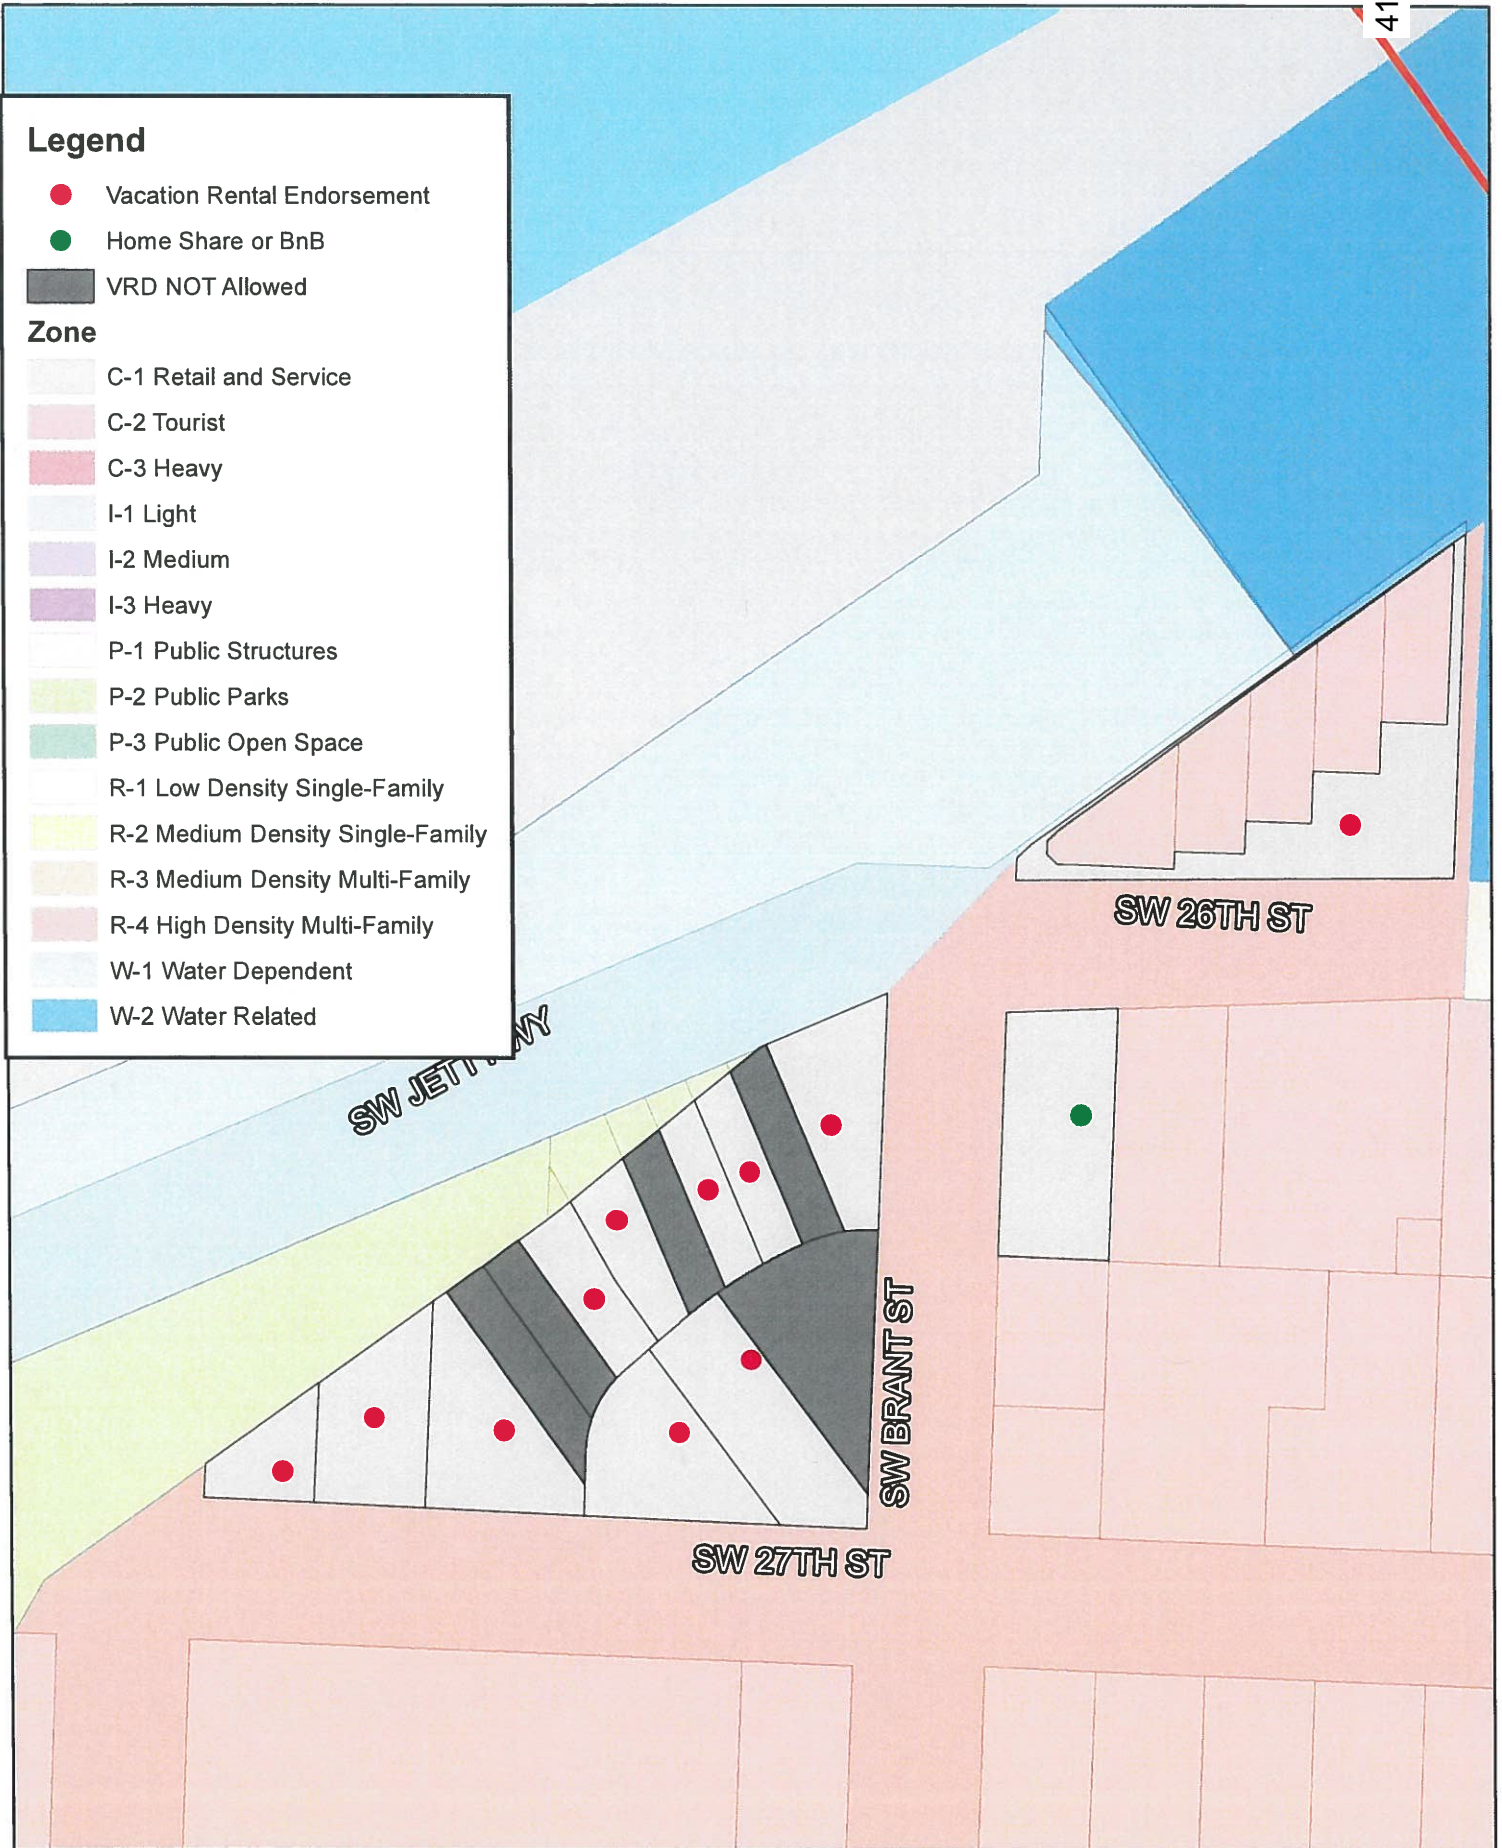 41
Legend
Vacation Rental Endorsement
Home Share or BnB
VRD NOT Allowed
Zone
C-1 Retail and Service
C-2 Tourist
C-3 Heavy
I-1 Light
I-2 Medium
I-3 Heavy
P-1 Public Structures
P-2 Public Parks
P-3 Public Open Space
R-1 Low Density Single-Family
R-2 Medium Density Single-Family
R-3 Medium Density Multi-Family
R-4 High Density Multi-Family
W-1 Water Dependent
W-2 Water Related
SW 26TH ST
SW JETTY WY
SW BRANT ST
SW 27TH ST